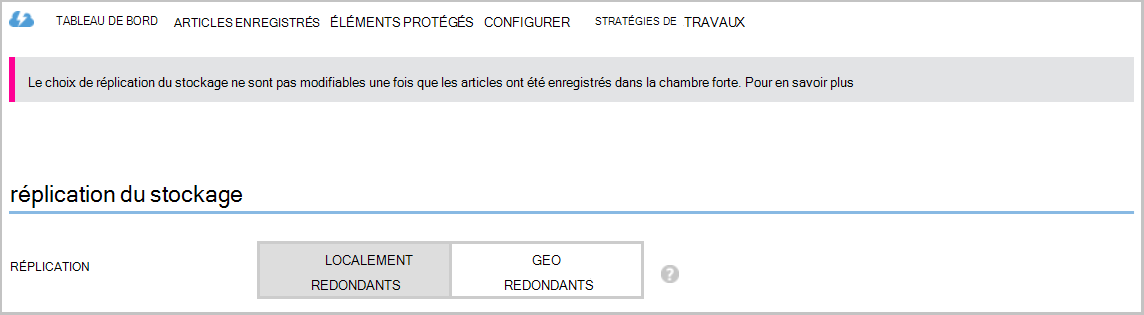 TABLEAU DE BORD ARTICLES ENREGISTRÉS ÉLÉMENTS PROTÉGÉS CONFIGURER STRATÉGIES DE TRAVAUX
Le choix de réplication du stockage ne sont pas modifiables une fois que les articles ont été enregistrés dans la chambre forte. Pour en savoir plus
réplication du stockage
RÉPLICATION
LOCALEMENT
REDONDANTS
GEO
REDONDANTS
?